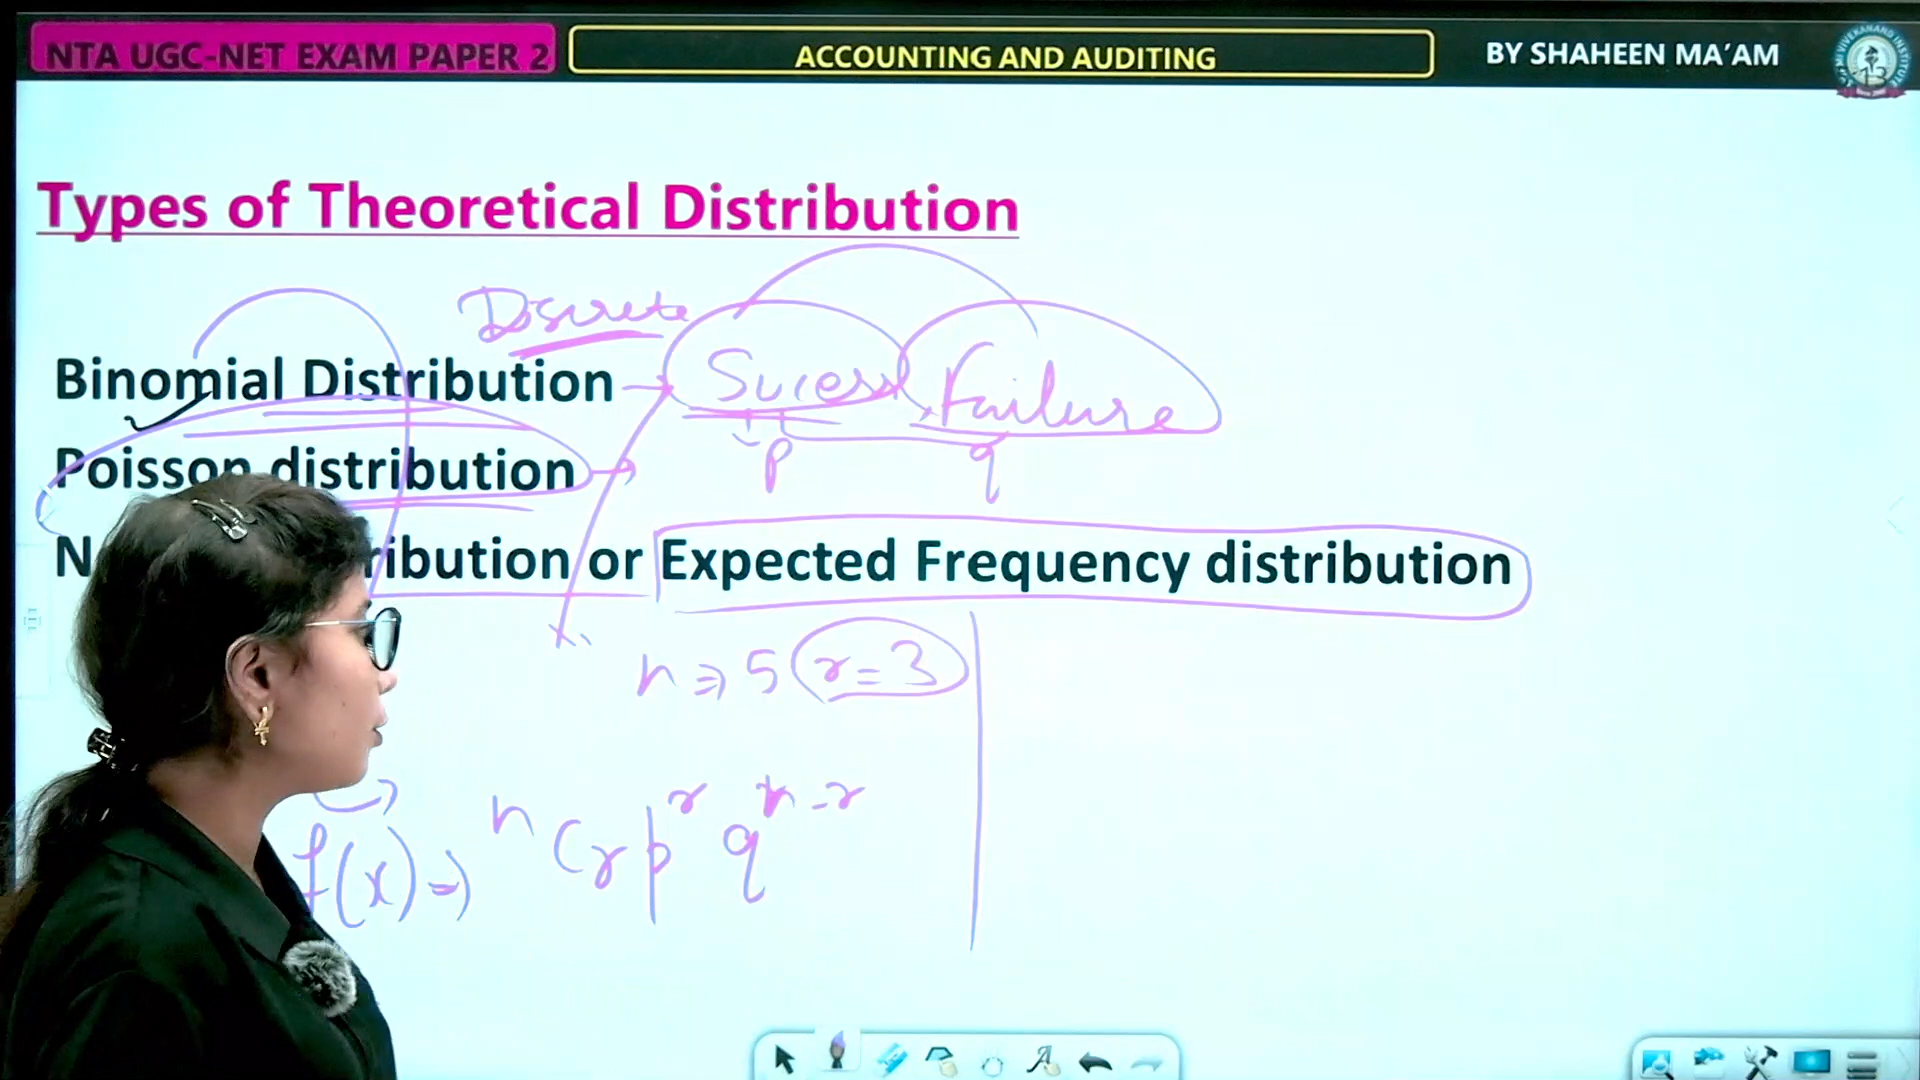 NTA UGC-NET EXAM PAPER 2
ACCOUNTING AND AUDITING
BY SHAHEEN MA'AM
Types of Theoretical Distribution
Discrete
Binomial Distribution → Sucess, Failure
p q
Poisson distribution →
N ribution or Expected Frequency distribution
n ⇒ 5 r = 3
f(x) ⇒ ⁿCᵣ pʳ qⁿ⁻ʳ